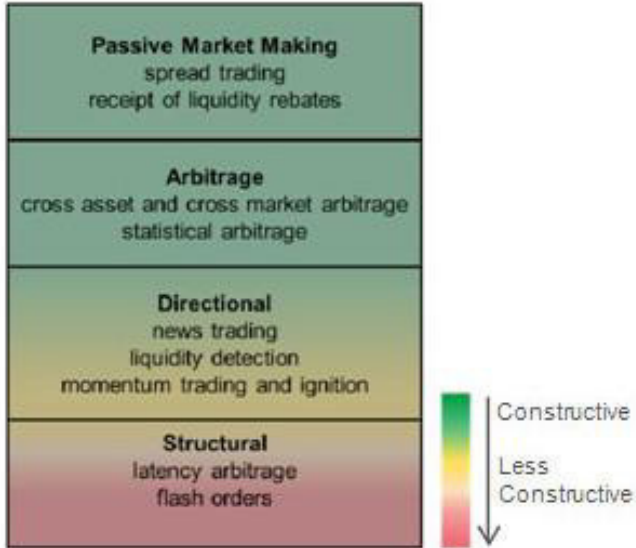 Passive Market Making
spread trading
receipt of liquidity rebates
Arbitrage
cross asset and cross market arbitrage
statistical arbitrage
Directional
news trading
liquidity detection
momentum trading and ignition
Structural
latency arbitrage
flash orders
Constructive
Less
Constructive